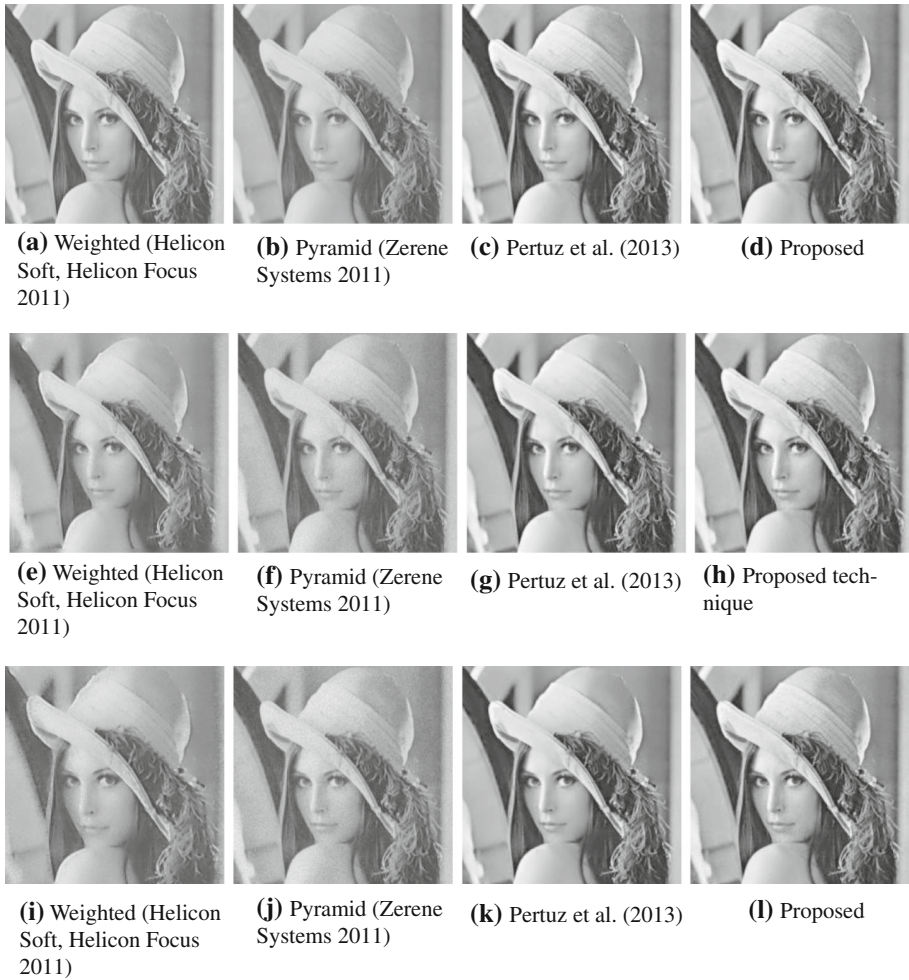 (a) Weighted (Helicon
Soft, Helicon Focus
2011)
(b) Pyramid (Zerene
Systems 2011)
(c) Pertuz et al. (2013)
(d) Proposed
(e) Weighted (Helicon
Soft, Helicon Focus
2011)
(f) Pyramid (Zerene
Systems 2011)
(g) Pertuz et al. (2013)
(h) Proposed tech-
nique
(i) Weighted (Helicon
Soft, Helicon Focus
2011)
(j) Pyramid (Zerene
Systems 2011)
(k) Pertuz et al. (2013)
(l) Proposed